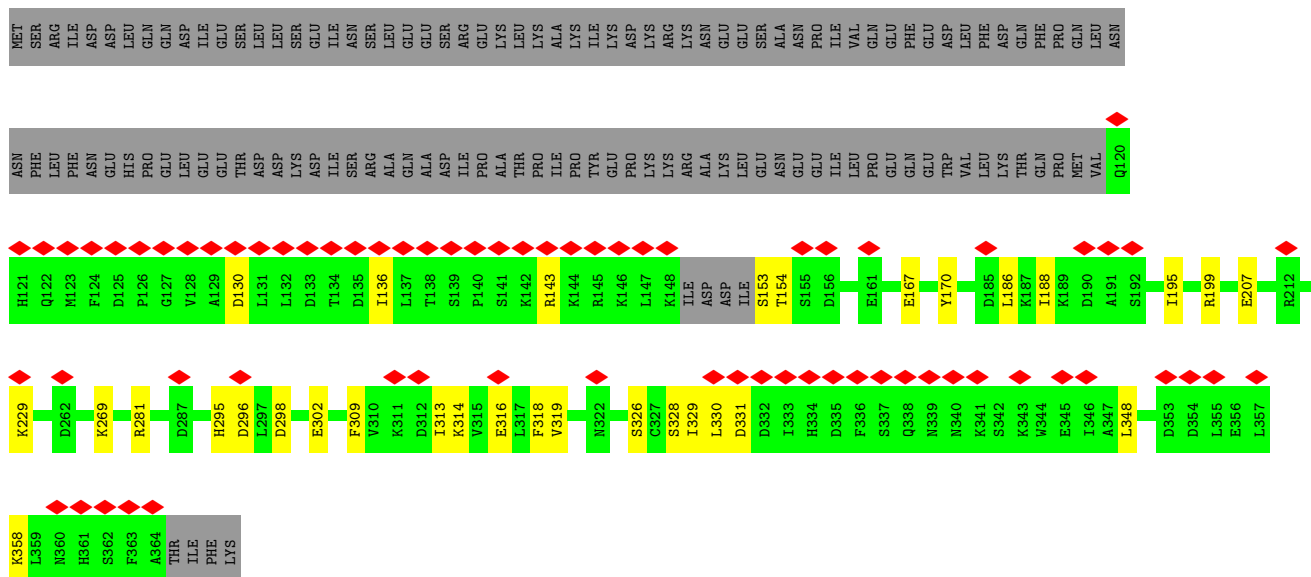 MET SER ARG ILE ASP ASP LEU GLN GLN ASP ILE GLU SER LEU LEU SER GLU ILE ASN SER LEU GLU GLU SER ARG GLU LYS LEU LYS ALA LYS ILE LYS ASP LYS ARG LYS ASN GLU GLU SER ALA ASN PRO ILE VAL GLN GLU PHE GLU ASP LEU PHE ASP GLN PHE PRO GLN LEU ASN
ASN PHE LEU PHE ASN GLU HIS PRO GLU LEU GLU GLU THR ASP ASP LYS ASP ILE SER ARG ALA GLN ALA ASP ILE PRO ALA THR PRO ILE PRO TYR GLU PRO LYS LYS ARG ALA LYS LEU GLU ASN GLU GLU ILE LEU PRO GLU GLN GLU TRP VAL LEU LYS THR GLN PRO MET VAL Q120
H121 Q122 M123 F124 D125 P126 G127 V128 A129 D130 L131 L132 D133 T134 D135 I136 L137 T138 S139 P140 S141 K142 R143 K144 R145 K146 L147 K148 ILE ASP ASP ILE S153 T154 S155 D156 E161 E167 Y170 D185 L186 K187 I188 K189 D190 A191 S192 I195 R199 E207 R212
K229 D262 K269 R281 D287 H295 D296 L297 D298 E302 F309 V310 K311 D312 I313 K314 V315 E316 L317 F318 V319 N322 S326 C327 S328 I329 L330 D331 D332 I333 H334 D335 F336 S337 Q338 N339 N340 K341 S342 K343 W344 E345 I346 A347 L348 D353 D354 L355 E356 L357
K358 L359 N360 H361 S362 F363 A364 THR ILE PHE LYS